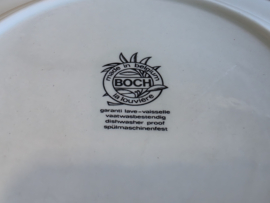 made in belgium
BOCH
la louvière
garanti lave-vaisselle
vaatwasbestendig
dishwasher proof
spülmaschinenfest